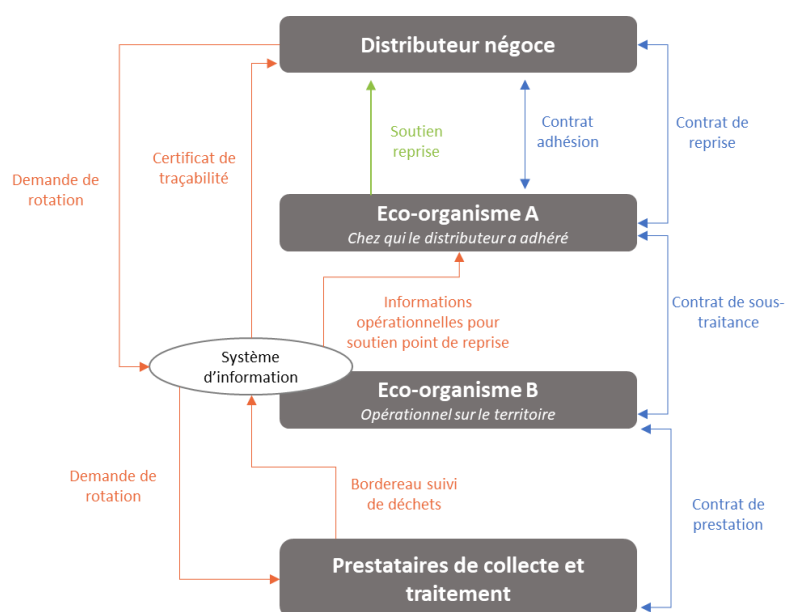 Distributeur négoce
Soutien
reprise
Contrat
adhésion
Contrat de
reprise
Certificat de
traçabilité
Demande de
rotation
Eco-organisme A
Chez qui le distributeur a adhéré
Informations
opérationnelles pour
soutien point de reprise
Contrat de sous-
traitance
Système
d'information
Eco-organisme B
Opérationnel sur le territoire
Demande de
rotation
Bordereau suivi
de déchets
Contrat de
prestation
Prestataires de collecte et
traitement